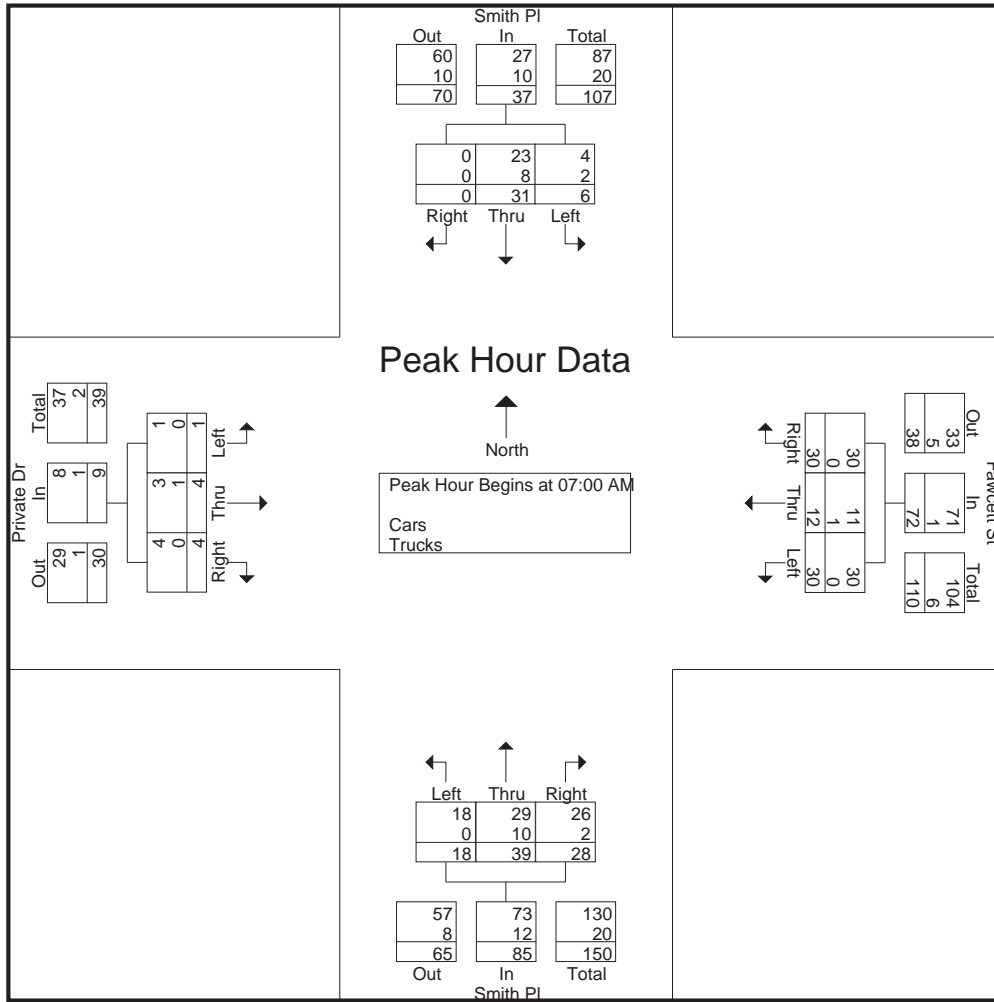 Smith Pl
Out In Total
60 27 87
10 10 20
70 37 107
0 23 4
0 8 2
0 31 6
Right Thru Left
Peak Hour Data
North
Peak Hour Begins at 07:00 AM
Cars
Trucks
Private Dr
Out In Total
29 8 37
1 1 2
30 9 39
Right Thru Left
4 3 1
0 1 0
4 4 1
Fawcett St
Out In Total
33 71 104
5 1 6
38 72 110
30 11 30
0 1 0
30 12 30
Right Thru Left
Left Thru Right
18 29 26
0 10 2
18 39 28
57 73 130
8 12 20
65 85 150
Out In Total
Smith Pl